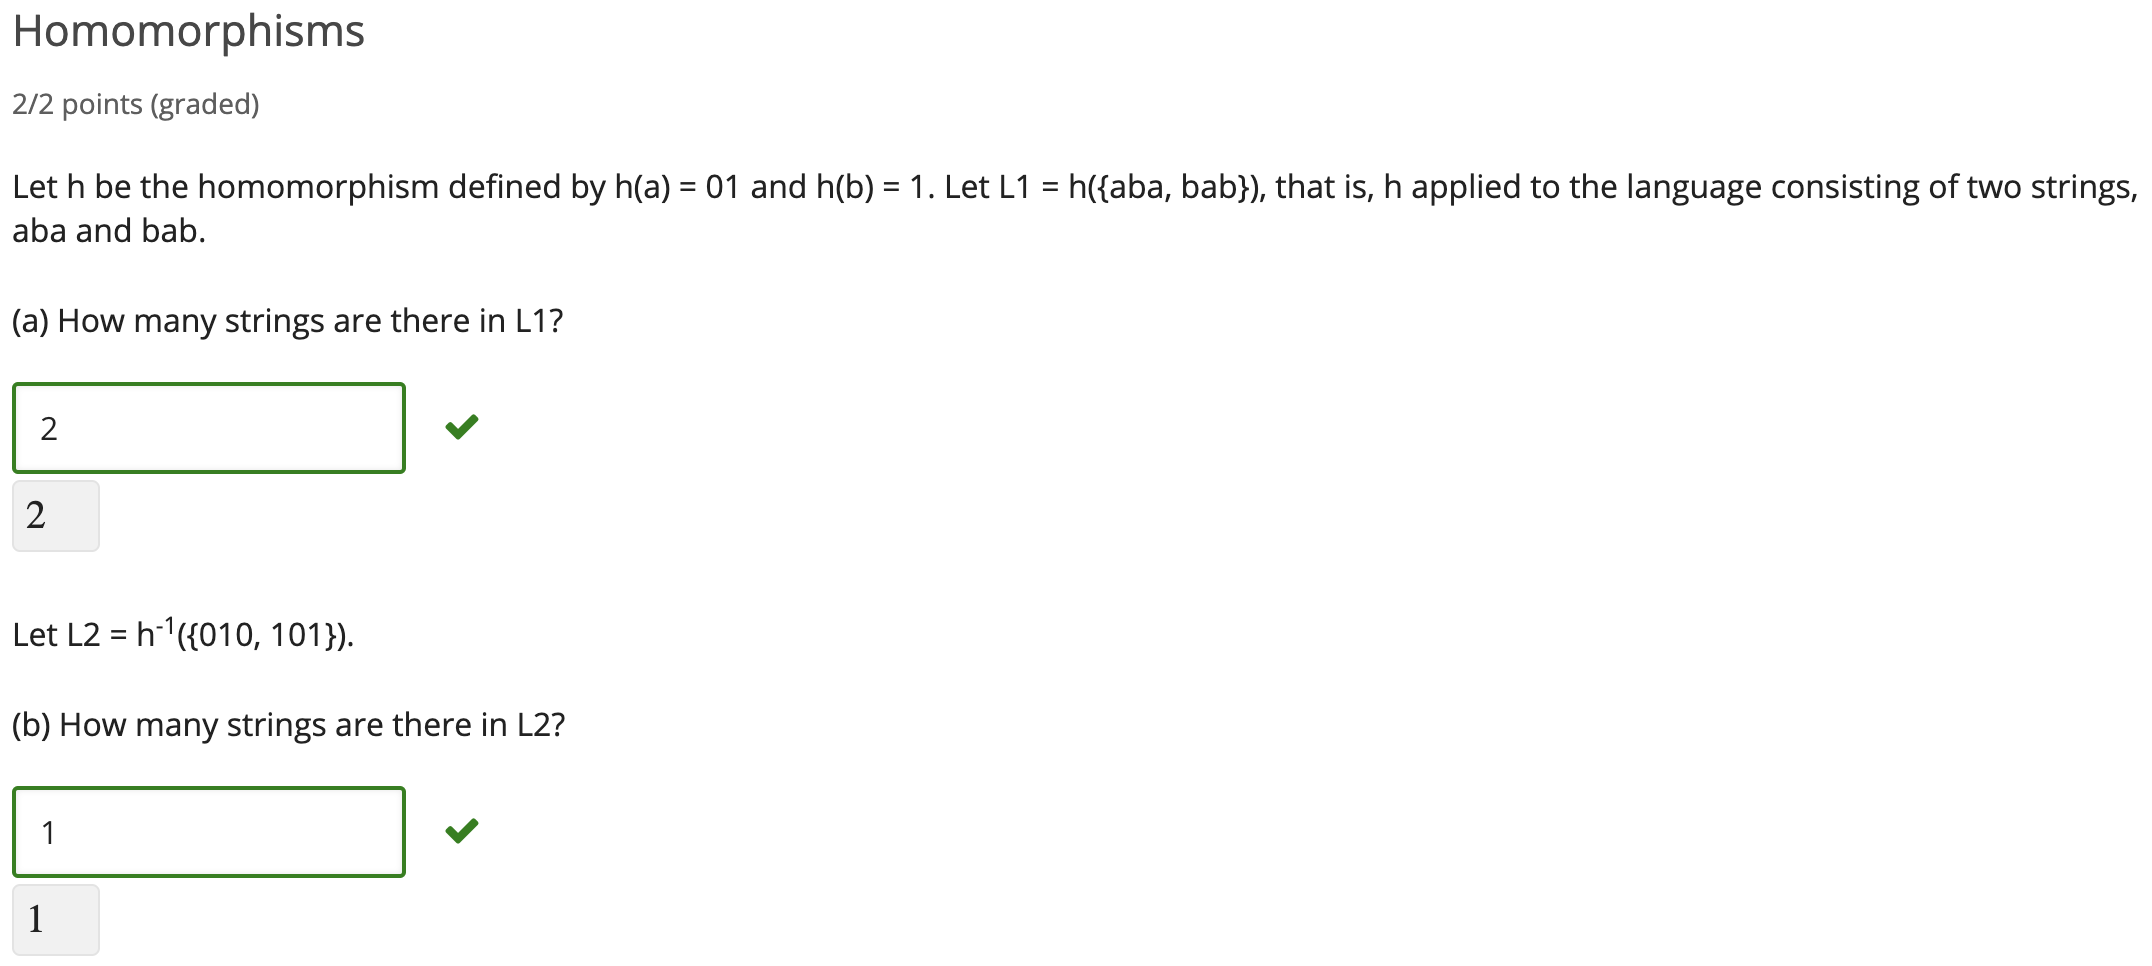 Homomorphisms
2/2 points (graded)
Let h be the homomorphism defined by h(a) = 01 and h(b) = 1. Let L1 = h({aba, bab}), that is, h applied to the language consisting of two strings,
aba and bab.
(a) How many strings are there in L1?
2
2
Let L2 = h⁻¹({010, 101}).
(b) How many strings are there in L2?
1
1